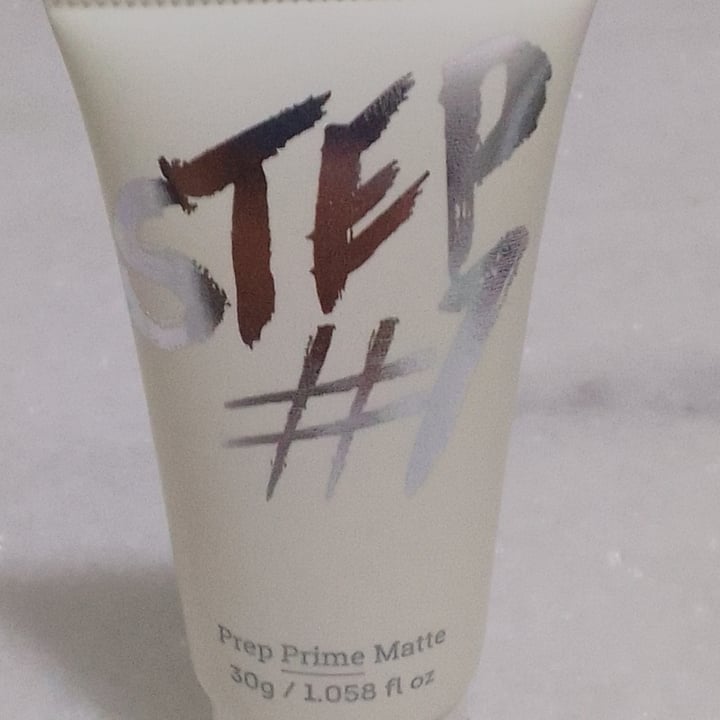 STEP
#1
Prep Prime Matte
30g / 1.058 fl oz